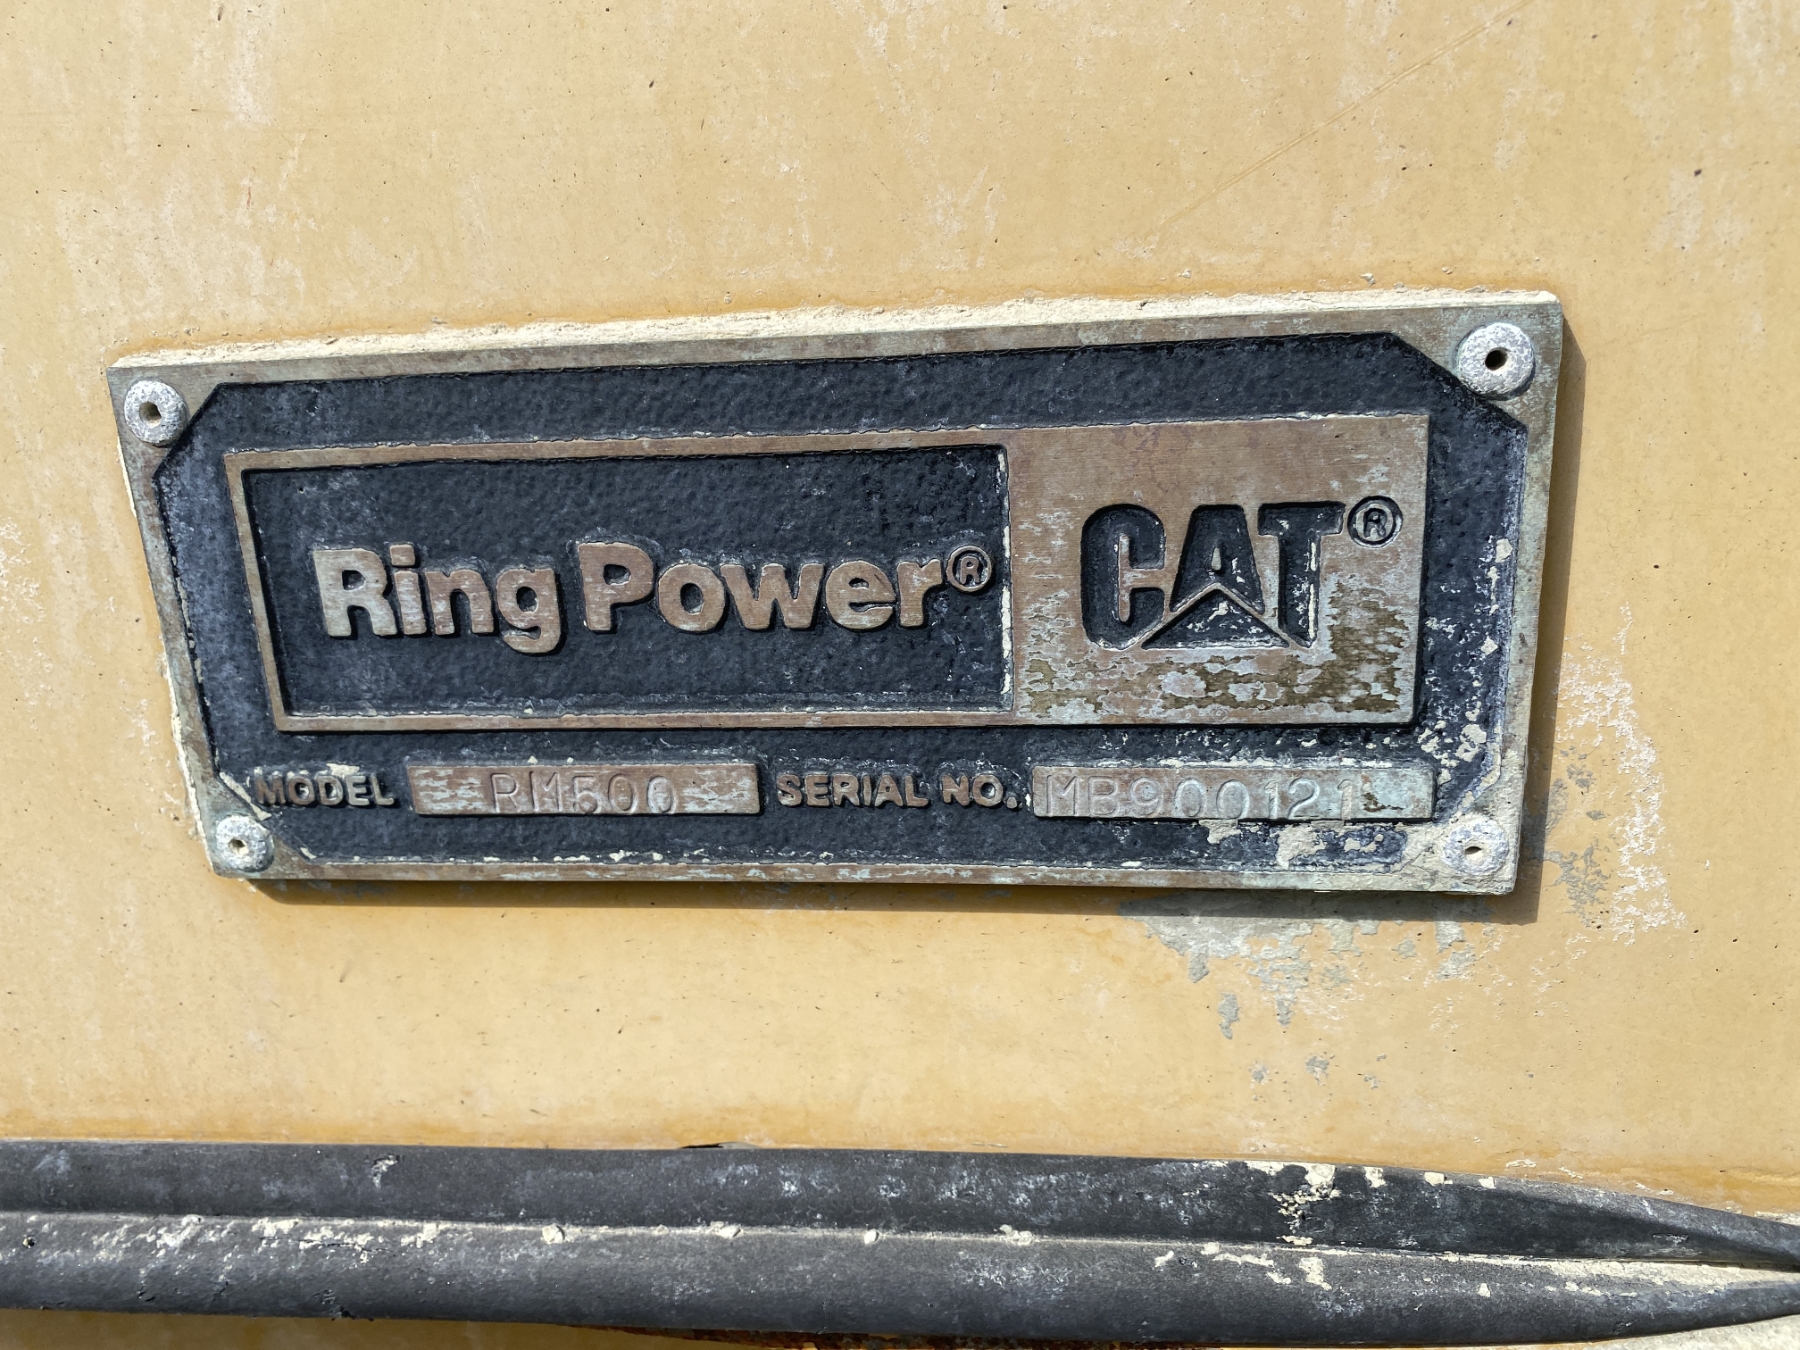 Ring Power® CAT®
MODEL RM500 SERIAL NO. MB900121